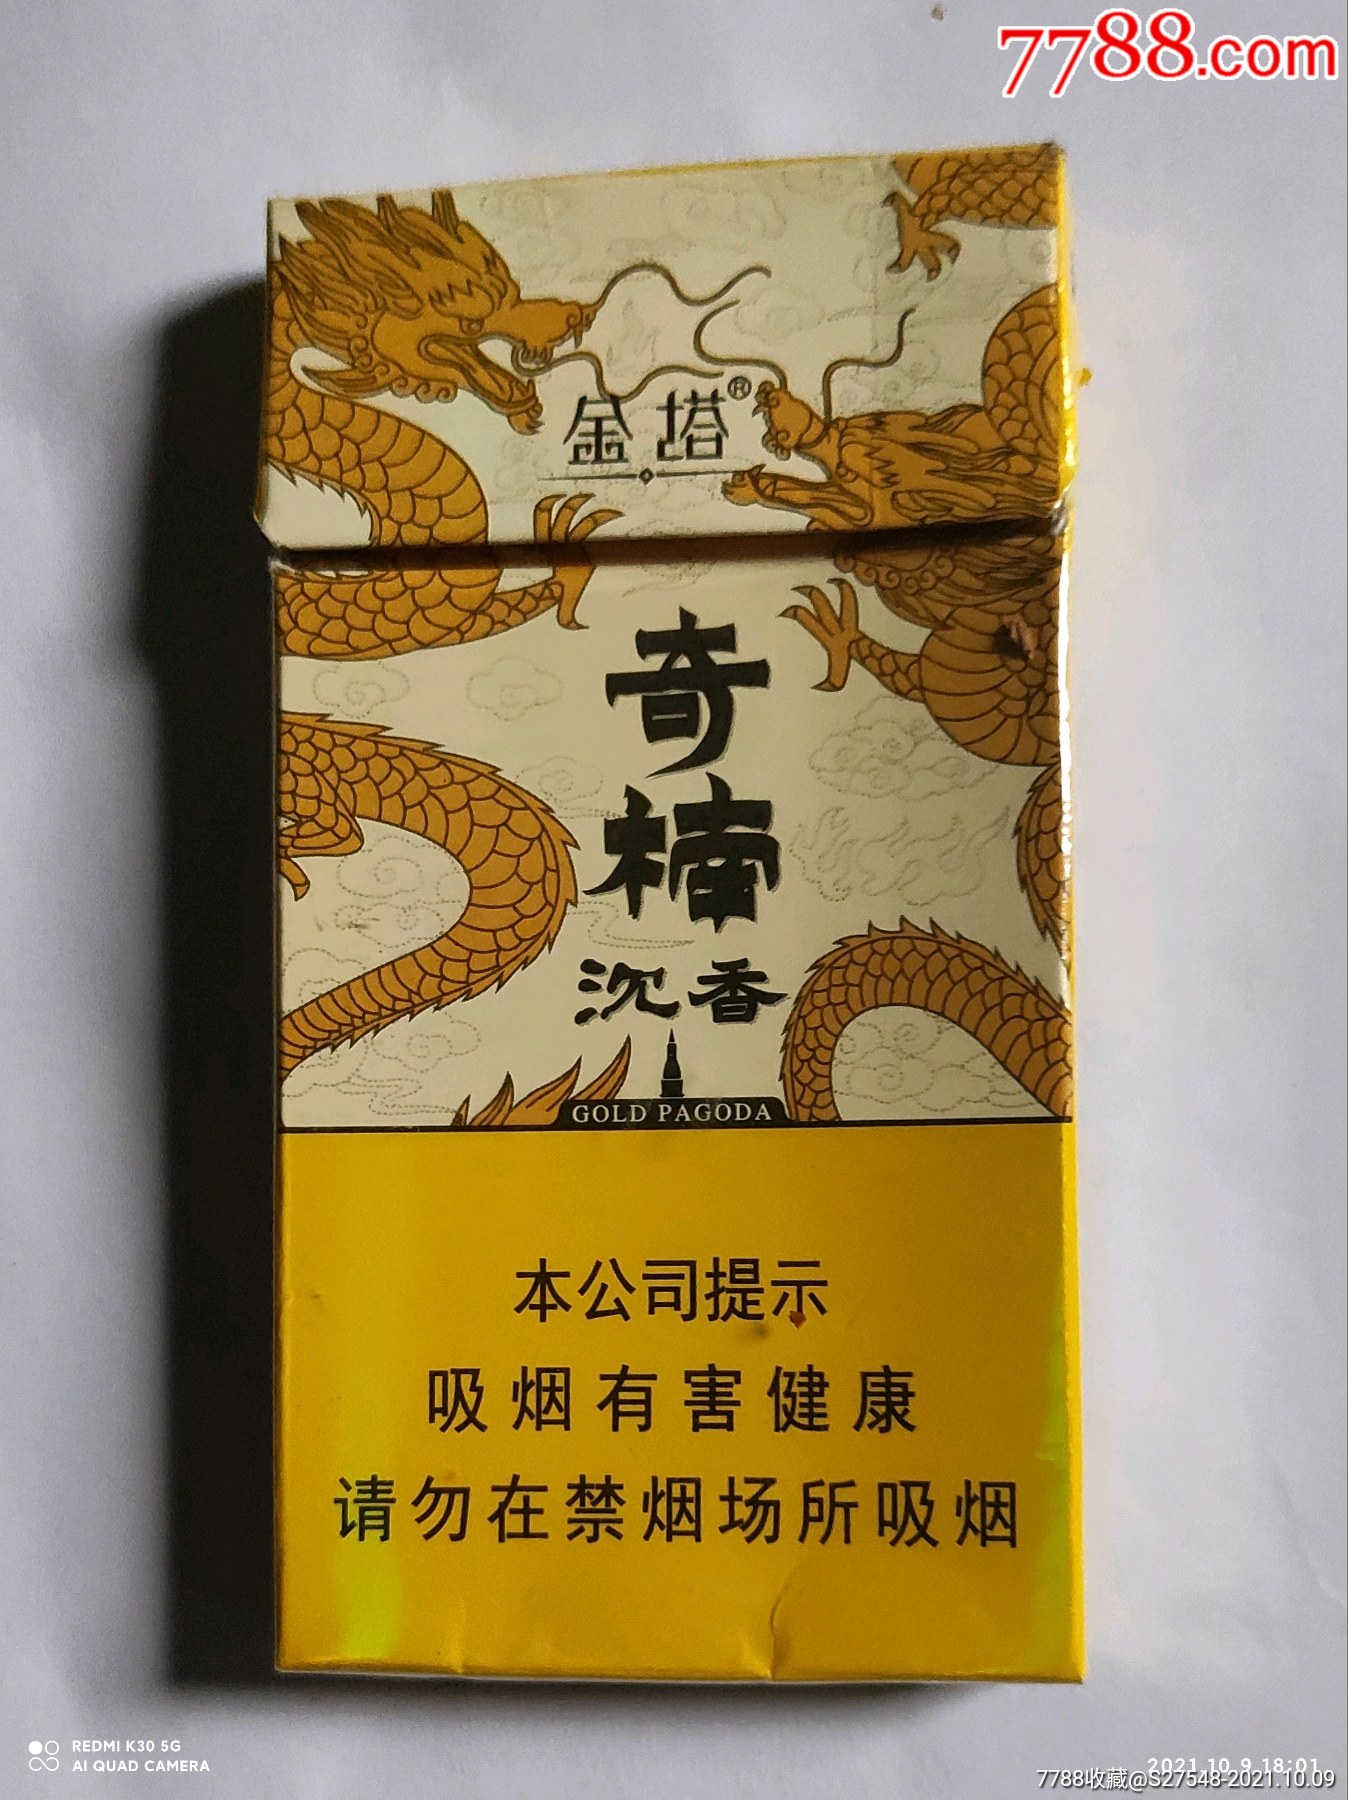 7788.com
金塔®
奇楠
沉香
GOLD PAGODA
本公司提示
吸烟有害健康
请勿在禁烟场所吸烟
REDMI K30 5G
AI QUAD CAMERA
2021.10.9 18:01
7788收藏@S27548-2021.10.09